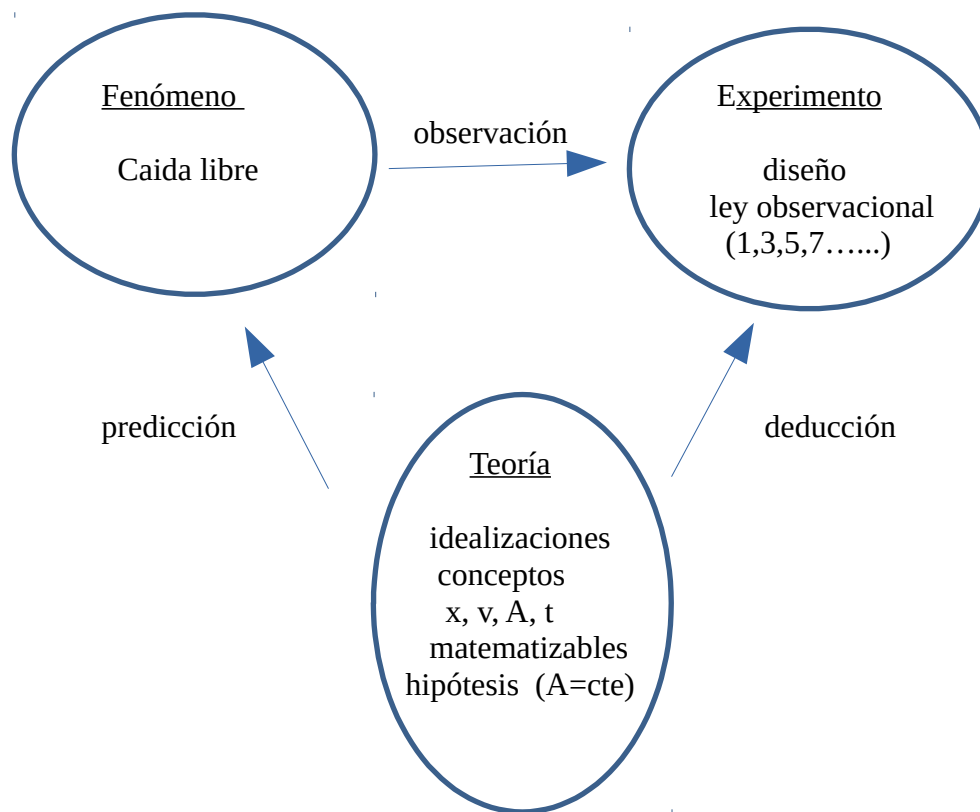 Fenómeno
Caida libre
observación
Experimento
diseño
ley observacional
(1,3,5,7…...)
predicción
deducción
Teoría
idealizaciones
conceptos
x, v, A, t
matematizables
hipótesis (A=cte)